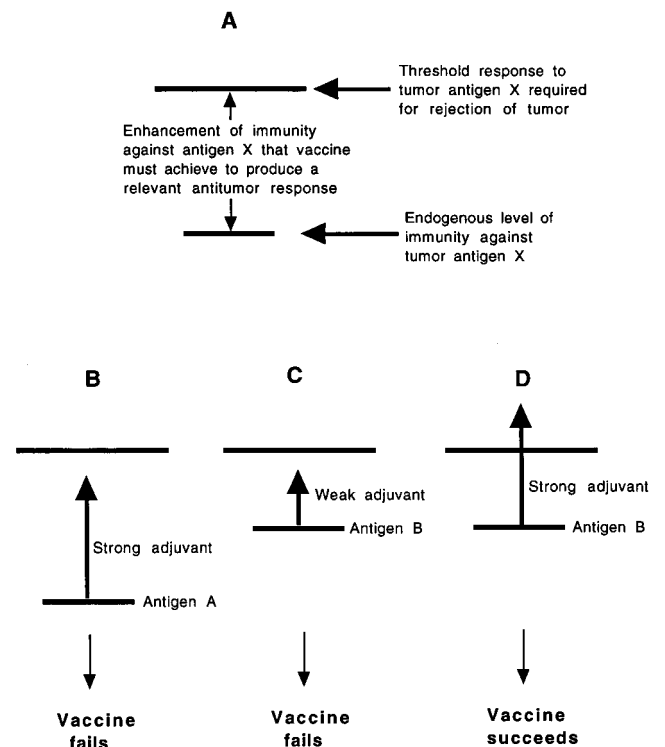 A
Threshold response to
tumor antigen X required
for rejection of tumor
Enhancement of immunity
against antigen X that vaccine
must achieve to produce a
relevant antitumor response
Endogenous level of
immunity against
tumor antigen X
B
C
D
Strong adjuvant
Antigen A
Weak adjuvant
Antigen B
Strong adjuvant
Antigen B
Vaccine
fails
Vaccine
fails
Vaccine
succeeds